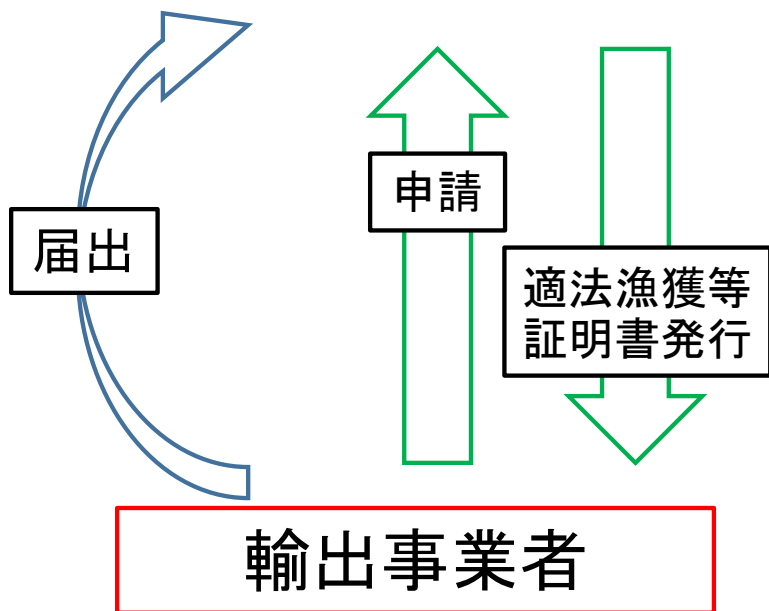 申請
届出
適法漁獲等
証明書発行
輸出事業者